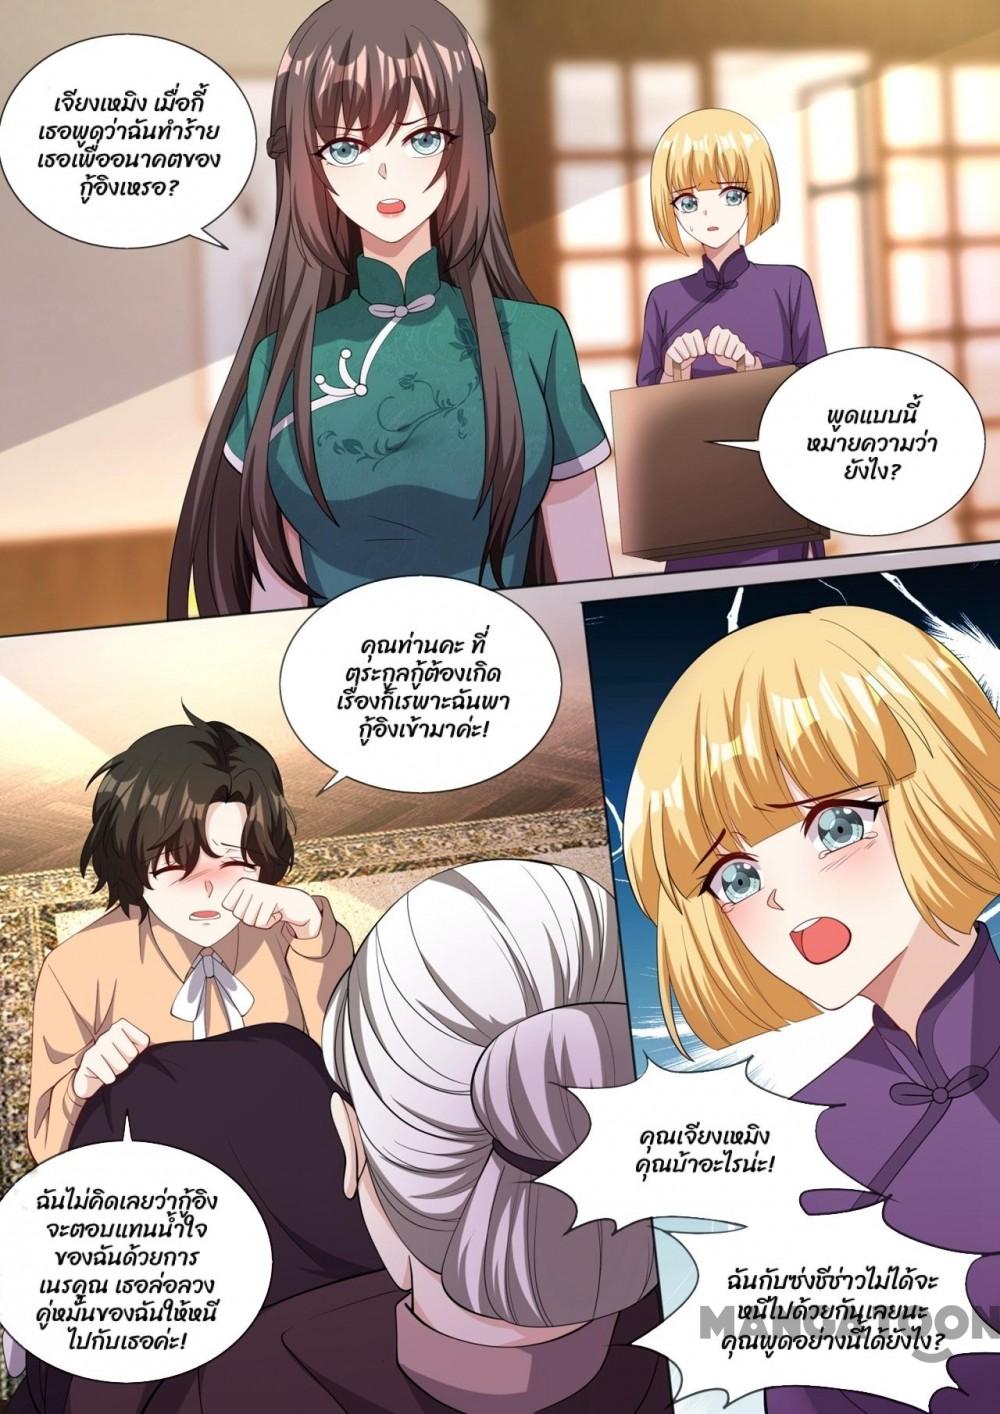 เจียงเหมิง เมื่อกี้
เธอพูดว่าฉันทำร้าย
เธอเพื่ออนาคตของ
กู้อิงเหรอ?
พูดแบบนี้
หมายความว่า
ยังไง?
คุณท่านคะ ที่
ตระกูลกู้ต้องเกิด
เรื่องก็เรพาะฉันพา
กู้อิงเข้ามาค่ะ!
ฉันไม่คิดเลยว่ากู้อิง
จะตอบแทนน้ำใจ
ของฉันด้วยการ
เนรคุณ เธอล่อลวง
คู่หมั้นของฉันให้หนี
ไปกับเธอค่ะ!
คุณเจียงเหมิง
คุณบ้าอะไรน่ะ!
ฉันกับซ่งชีช่าวไม่ได้จะ
หนีไปด้วยกันเลยนะ
คุณพูดอย่างนี้ได้ยังไง?
MANGATOON